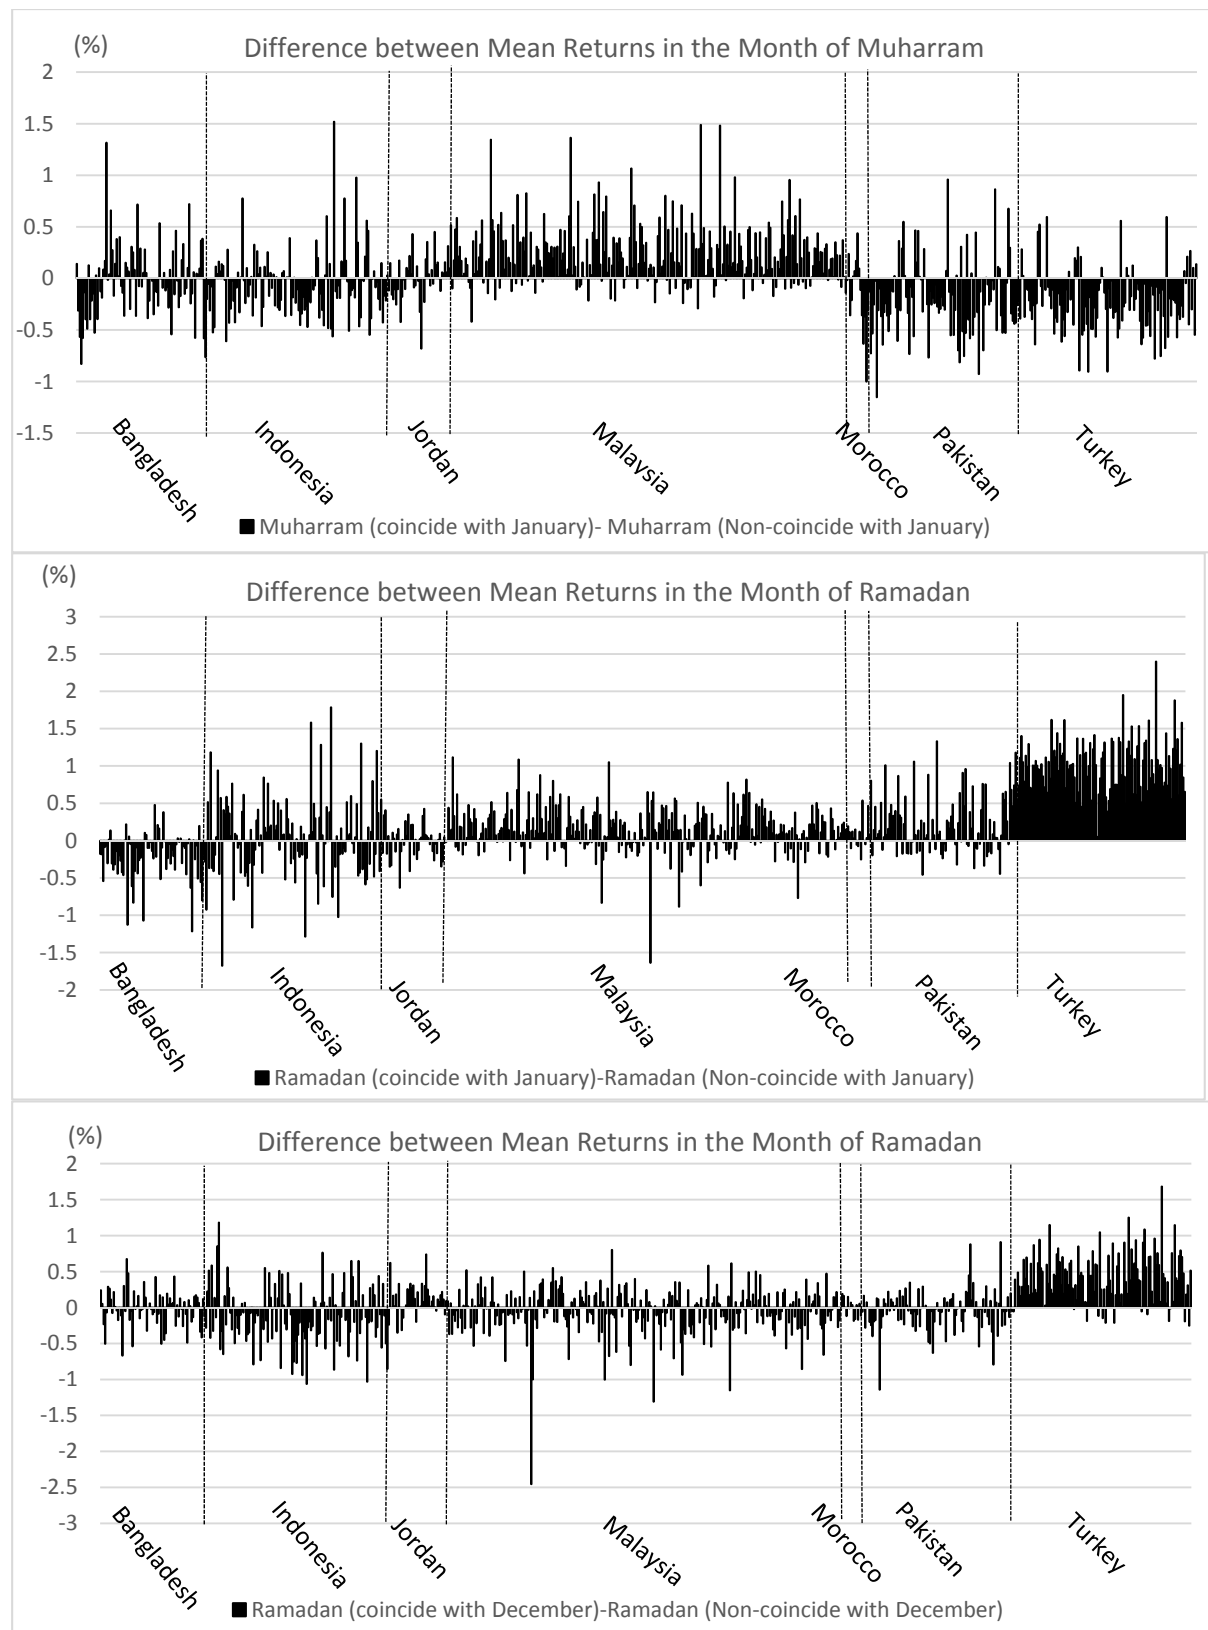 (%)
Difference between Mean Returns in the Month of Muharram
2
1.5
1
0.5
0
-0.5
-1
-1.5
Bangladesh
Indonesia
Jordan
Malaysia
Morocco
Pakistan
Turkey
Muharram (coincide with January)- Muharram (Non-coincide with January)
(%)
Difference between Mean Returns in the Month of Ramadan
3
2.5
2
1.5
1
0.5
0
-0.5
-1
-1.5
-2
Bangladesh
Indonesia
Jordan
Malaysia
Morocco
Pakistan
Turkey
Ramadan (coincide with January)-Ramadan (Non-coincide with January)
(%)
Difference between Mean Returns in the Month of Ramadan
2
1.5
1
0.5
0
-0.5
-1
-1.5
-2
-2.5
-3
Bangladesh
Indonesia
Jordan
Malaysia
Morocco
Pakistan
Turkey
Ramadan (coincide with December)-Ramadan (Non-coincide with December)